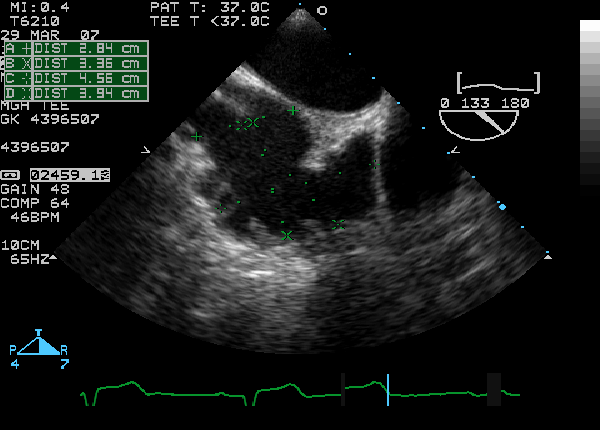 MI:0.4
T6210
29 MAR 07
PAT T: 37.0C
TEE T <37.0C
A DIST 2.84 cm
B DIST 3.36 cm
C DIST 4.56 cm
D DIST 3.94 cm
MGH TEE
GK 4396507
4396507
0 133 180
GAIN 48
COMP 64
46BPM
10CM
65HZ
T
P R
4 7